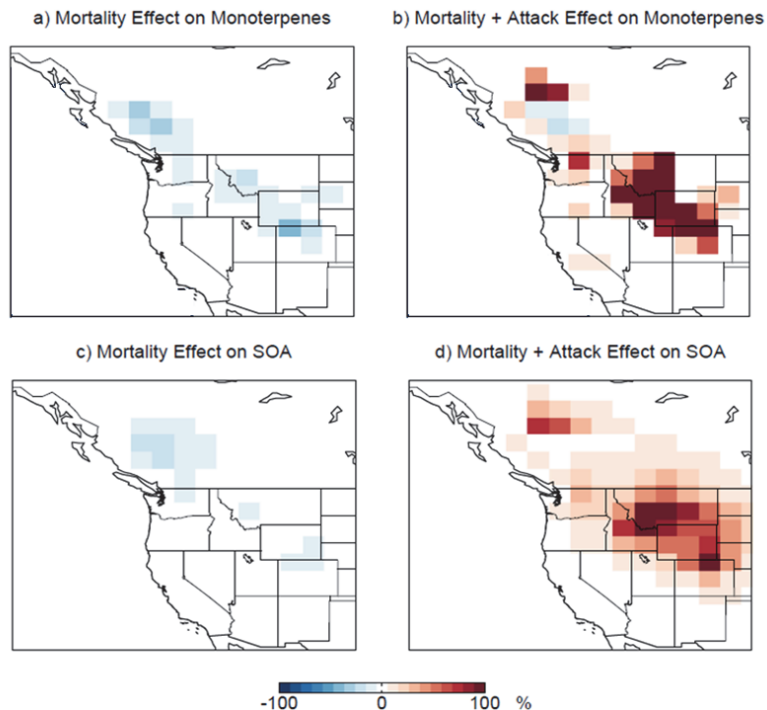 a) Mortality Effect on Monoterpenes
b) Mortality + Attack Effect on Monoterpenes
c) Mortality Effect on SOA
d) Mortality + Attack Effect on SOA
-100 0 100 %